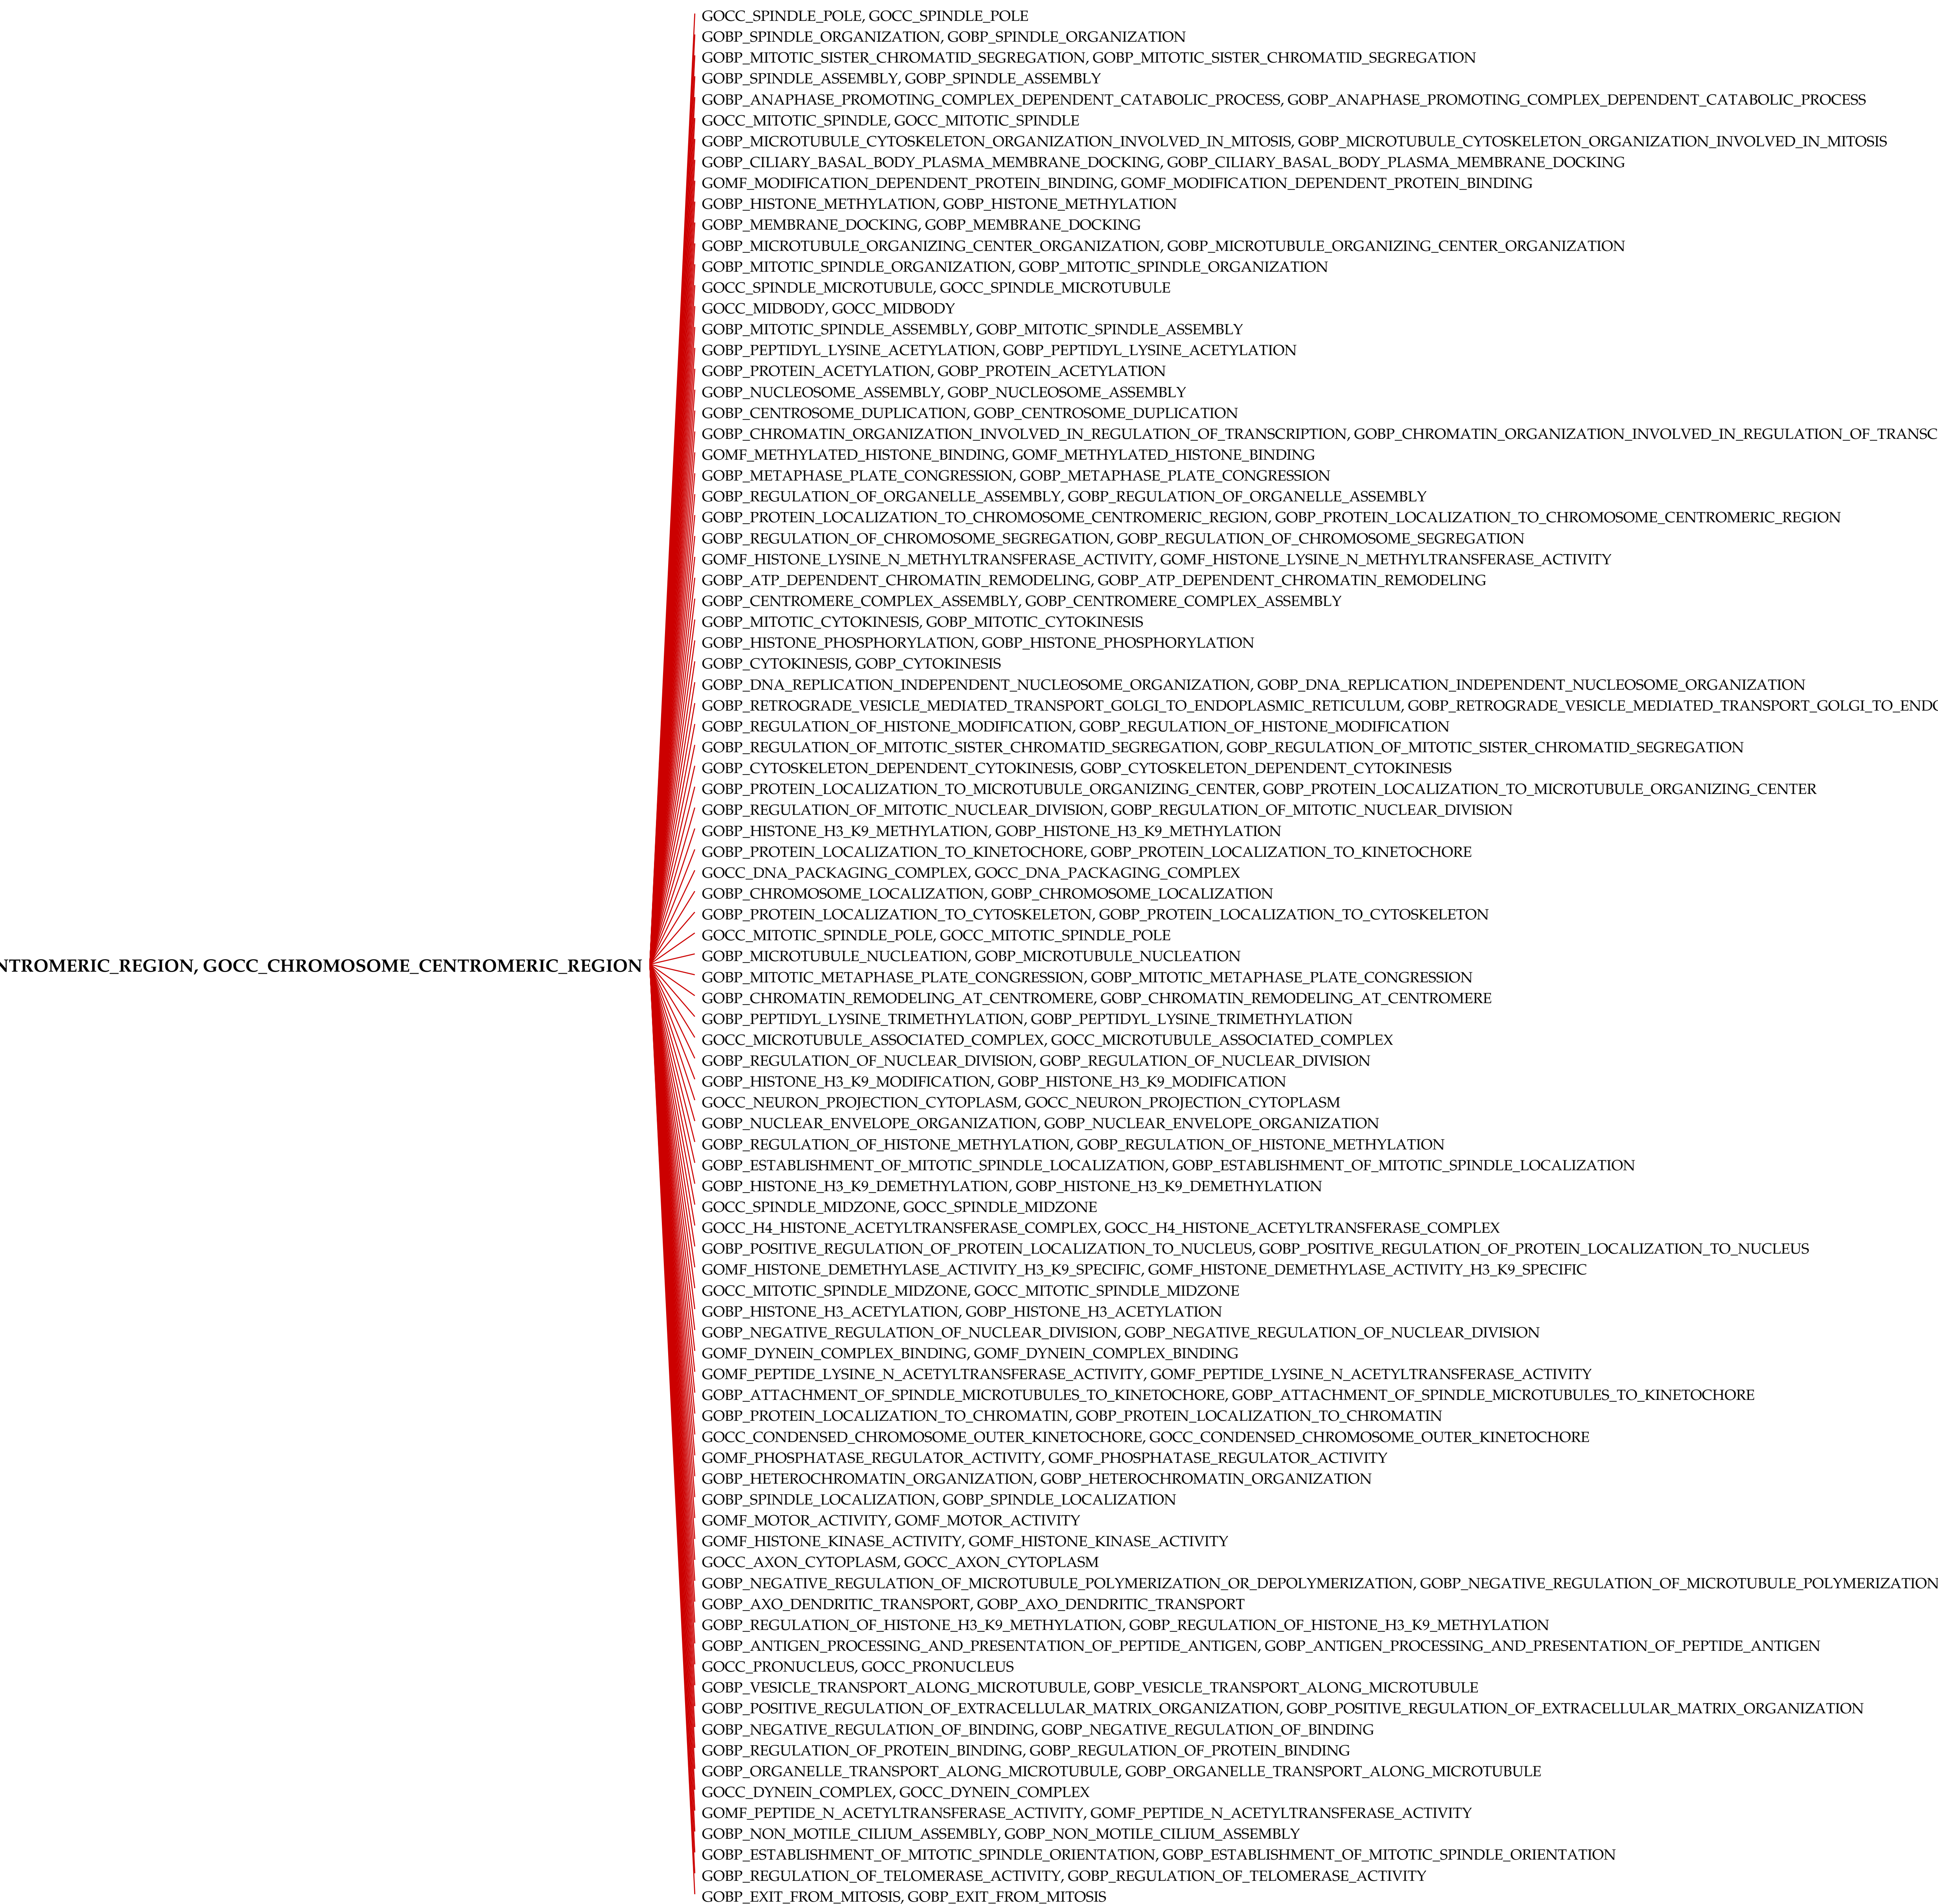 GOCC_SPINDLE_POLE, GOCC_SPINDLE_POLE
GOBP_SPINDLE_ORGANIZATION, GOBP_SPINDLE_ORGANIZATION
GOBP_MITOTIC_SISTER_CHROMATID_SEGREGATION, GOBP_MITOTIC_SISTER_CHROMATID_SEGREGATION
GOBP_SPINDLE_ASSEMBLY, GOBP_SPINDLE_ASSEMBLY
GOBP_ANAPHASE_PROMOTING_COMPLEX_DEPENDENT_CATABOLIC_PROCESS, GOBP_ANAPHASE_PROMOTING_COMPLEX_DEPENDENT_CATABOLIC_PROCESS
GOCC_MITOTIC_SPINDLE, GOCC_MITOTIC_SPINDLE
GOBP_MICROTUBULE_CYTOSKELETON_ORGANIZATION_INVOLVED_IN_MITOSIS, GOBP_MICROTUBULE_CYTOSKELETON_ORGANIZATION_INVOLVED_IN_MITOSIS
GOBP_CILIARY_BASAL_BODY_PLASMA_MEMBRANE_DOCKING, GOBP_CILIARY_BASAL_BODY_PLASMA_MEMBRANE_DOCKING
GOMF_MODIFICATION_DEPENDENT_PROTEIN_BINDING, GOMF_MODIFICATION_DEPENDENT_PROTEIN_BINDING
GOBP_HISTONE_METHYLATION, GOBP_HISTONE_METHYLATION
GOBP_MEMBRANE_DOCKING, GOBP_MEMBRANE_DOCKING
GOBP_MICROTUBULE_ORGANIZING_CENTER_ORGANIZATION, GOBP_MICROTUBULE_ORGANIZING_CENTER_ORGANIZATION
GOBP_MITOTIC_SPINDLE_ORGANIZATION, GOBP_MITOTIC_SPINDLE_ORGANIZATION
GOCC_SPINDLE_MICROTUBULE, GOCC_SPINDLE_MICROTUBULE
GOCC_MIDBODY, GOCC_MIDBODY
GOBP_MITOTIC_SPINDLE_ASSEMBLY, GOBP_MITOTIC_SPINDLE_ASSEMBLY
GOBP_PEPTIDYL_LYSINE_ACETYLATION, GOBP_PEPTIDYL_LYSINE_ACETYLATION
GOBP_PROTEIN_ACETYLATION, GOBP_PROTEIN_ACETYLATION
GOBP_NUCLEOSOME_ASSEMBLY, GOBP_NUCLEOSOME_ASSEMBLY
GOBP_CENTROSOME_DUPLICATION, GOBP_CENTROSOME_DUPLICATION
GOBP_CHROMATIN_ORGANIZATION_INVOLVED_IN_REGULATION_OF_TRANSCRIPTION, GOBP_CHROMATIN_ORGANIZATION_INVOLVED_IN_REGULATION_OF_TRANSC
GOMF_METHYLATED_HISTONE_BINDING, GOMF_METHYLATED_HISTONE_BINDING
GOBP_METAPHASE_PLATE_CONGRESSION, GOBP_METAPHASE_PLATE_CONGRESSION
GOBP_REGULATION_OF_ORGANELLE_ASSEMBLY, GOBP_REGULATION_OF_ORGANELLE_ASSEMBLY
GOBP_PROTEIN_LOCALIZATION_TO_CHROMOSOME_CENTROMERIC_REGION, GOBP_PROTEIN_LOCALIZATION_TO_CHROMOSOME_CENTROMERIC_REGION
GOBP_REGULATION_OF_CHROMOSOME_SEGREGATION, GOBP_REGULATION_OF_CHROMOSOME_SEGREGATION
GOMF_HISTONE_LYSINE_N_METHYLTRANSFERASE_ACTIVITY, GOMF_HISTONE_LYSINE_N_METHYLTRANSFERASE_ACTIVITY
GOBP_ATP_DEPENDENT_CHROMATIN_REMODELING, GOBP_ATP_DEPENDENT_CHROMATIN_REMODELING
GOBP_CENTROMERE_COMPLEX_ASSEMBLY, GOBP_CENTROMERE_COMPLEX_ASSEMBLY
GOBP_MITOTIC_CYTOKINESIS, GOBP_MITOTIC_CYTOKINESIS
GOBP_HISTONE_PHOSPHORYLATION, GOBP_HISTONE_PHOSPHORYLATION
GOBP_CYTOKINESIS, GOBP_CYTOKINESIS
GOBP_DNA_REPLICATION_INDEPENDENT_NUCLEOSOME_ORGANIZATION, GOBP_DNA_REPLICATION_INDEPENDENT_NUCLEOSOME_ORGANIZATION
GOBP_RETROGRADE_VESICLE_MEDIATED_TRANSPORT_GOLGI_TO_ENDOPLASMIC_RETICULUM, GOBP_RETROGRADE_VESICLE_MEDIATED_TRANSPORT_GOLGI_TO_ENDO
GOBP_REGULATION_OF_HISTONE_MODIFICATION, GOBP_REGULATION_OF_HISTONE_MODIFICATION
GOBP_REGULATION_OF_MITOTIC_SISTER_CHROMATID_SEGREGATION, GOBP_REGULATION_OF_MITOTIC_SISTER_CHROMATID_SEGREGATION
GOBP_CYTOSKELETON_DEPENDENT_CYTOKINESIS, GOBP_CYTOSKELETON_DEPENDENT_CYTOKINESIS
GOBP_PROTEIN_LOCALIZATION_TO_MICROTUBULE_ORGANIZING_CENTER, GOBP_PROTEIN_LOCALIZATION_TO_MICROTUBULE_ORGANIZING_CENTER
GOBP_REGULATION_OF_MITOTIC_NUCLEAR_DIVISION, GOBP_REGULATION_OF_MITOTIC_NUCLEAR_DIVISION
GOBP_HISTONE_H3_K9_METHYLATION, GOBP_HISTONE_H3_K9_METHYLATION
GOBP_PROTEIN_LOCALIZATION_TO_KINETOCHORE, GOBP_PROTEIN_LOCALIZATION_TO_KINETOCHORE
GOCC_DNA_PACKAGING_COMPLEX, GOCC_DNA_PACKAGING_COMPLEX
GOBP_CHROMOSOME_LOCALIZATION, GOBP_CHROMOSOME_LOCALIZATION
GOBP_PROTEIN_LOCALIZATION_TO_CYTOSKELETON, GOBP_PROTEIN_LOCALIZATION_TO_CYTOSKELETON
GOCC_MITOTIC_SPINDLE_POLE, GOCC_MITOTIC_SPINDLE_POLE
GOBP_MICROTUBULE_NUCLEATION, GOBP_MICROTUBULE_NUCLEATION
NTROMERIC_REGION, GOCC_CHROMOSOME_CENTROMERIC_REGION
GOBP_MITOTIC_METAPHASE_PLATE_CONGRESSION, GOBP_MITOTIC_METAPHASE_PLATE_CONGRESSION
GOBP_CHROMATIN_REMODELING_AT_CENTROMERE, GOBP_CHROMATIN_REMODELING_AT_CENTROMERE
GOBP_PEPTIDYL_LYSINE_TRIMETHYLATION, GOBP_PEPTIDYL_LYSINE_TRIMETHYLATION
GOCC_MICROTUBULE_ASSOCIATED_COMPLEX, GOCC_MICROTUBULE_ASSOCIATED_COMPLEX
GOBP_REGULATION_OF_NUCLEAR_DIVISION, GOBP_REGULATION_OF_NUCLEAR_DIVISION
GOBP_HISTONE_H3_K9_MODIFICATION, GOBP_HISTONE_H3_K9_MODIFICATION
GOCC_NEURON_PROJECTION_CYTOPLASM, GOCC_NEURON_PROJECTION_CYTOPLASM
GOBP_NUCLEAR_ENVELOPE_ORGANIZATION, GOBP_NUCLEAR_ENVELOPE_ORGANIZATION
GOBP_REGULATION_OF_HISTONE_METHYLATION, GOBP_REGULATION_OF_HISTONE_METHYLATION
GOBP_ESTABLISHMENT_OF_MITOTIC_SPINDLE_LOCALIZATION, GOBP_ESTABLISHMENT_OF_MITOTIC_SPINDLE_LOCALIZATION
GOBP_HISTONE_H3_K9_DEMETHYLATION, GOBP_HISTONE_H3_K9_DEMETHYLATION
GOCC_SPINDLE_MIDZONE, GOCC_SPINDLE_MIDZONE
GOCC_H4_HISTONE_ACETYLTRANSFERASE_COMPLEX, GOCC_H4_HISTONE_ACETYLTRANSFERASE_COMPLEX
GOBP_POSITIVE_REGULATION_OF_PROTEIN_LOCALIZATION_TO_NUCLEUS, GOBP_POSITIVE_REGULATION_OF_PROTEIN_LOCALIZATION_TO_NUCLEUS
GOMF_HISTONE_DEMETHYLASE_ACTIVITY_H3_K9_SPECIFIC, GOMF_HISTONE_DEMETHYLASE_ACTIVITY_H3_K9_SPECIFIC
GOCC_MITOTIC_SPINDLE_MIDZONE, GOCC_MITOTIC_SPINDLE_MIDZONE
GOBP_HISTONE_H3_ACETYLATION, GOBP_HISTONE_H3_ACETYLATION
GOBP_NEGATIVE_REGULATION_OF_NUCLEAR_DIVISION, GOBP_NEGATIVE_REGULATION_OF_NUCLEAR_DIVISION
GOMF_DYNEIN_COMPLEX_BINDING, GOMF_DYNEIN_COMPLEX_BINDING
GOMF_PEPTIDE_LYSINE_N_ACETYLTRANSFERASE_ACTIVITY, GOMF_PEPTIDE_LYSINE_N_ACETYLTRANSFERASE_ACTIVITY
GOBP_ATTACHMENT_OF_SPINDLE_MICROTUBULES_TO_KINETOCHORE, GOBP_ATTACHMENT_OF_SPINDLE_MICROTUBULES_TO_KINETOCHORE
GOBP_PROTEIN_LOCALIZATION_TO_CHROMATIN, GOBP_PROTEIN_LOCALIZATION_TO_CHROMATIN
GOCC_CONDENSED_CHROMOSOME_OUTER_KINETOCHORE, GOCC_CONDENSED_CHROMOSOME_OUTER_KINETOCHORE
GOMF_PHOSPHATASE_REGULATOR_ACTIVITY, GOMF_PHOSPHATASE_REGULATOR_ACTIVITY
GOBP_HETEROCHROMATIN_ORGANIZATION, GOBP_HETEROCHROMATIN_ORGANIZATION
GOBP_SPINDLE_LOCALIZATION, GOBP_SPINDLE_LOCALIZATION
GOMF_MOTOR_ACTIVITY, GOMF_MOTOR_ACTIVITY
GOMF_HISTONE_KINASE_ACTIVITY, GOMF_HISTONE_KINASE_ACTIVITY
GOCC_AXON_CYTOPLASM, GOCC_AXON_CYTOPLASM
GOBP_NEGATIVE_REGULATION_OF_MICROTUBULE_POLYMERIZATION_OR_DEPOLYMERIZATION, GOBP_NEGATIVE_REGULATION_OF_MICROTUBULE_POLYMERIZATION
GOBP_AXO_DENDRITIC_TRANSPORT, GOBP_AXO_DENDRITIC_TRANSPORT
GOBP_REGULATION_OF_HISTONE_H3_K9_METHYLATION, GOBP_REGULATION_OF_HISTONE_H3_K9_METHYLATION
GOBP_ANTIGEN_PROCESSING_AND_PRESENTATION_OF_PEPTIDE_ANTIGEN, GOBP_ANTIGEN_PROCESSING_AND_PRESENTATION_OF_PEPTIDE_ANTIGEN
GOCC_PRONUCLEUS, GOCC_PRONUCLEUS
GOBP_VESICLE_TRANSPORT_ALONG_MICROTUBULE, GOBP_VESICLE_TRANSPORT_ALONG_MICROTUBULE
GOBP_POSITIVE_REGULATION_OF_EXTRACELLULAR_MATRIX_ORGANIZATION, GOBP_POSITIVE_REGULATION_OF_EXTRACELLULAR_MATRIX_ORGANIZATION
GOBP_NEGATIVE_REGULATION_OF_BINDING, GOBP_NEGATIVE_REGULATION_OF_BINDING
GOBP_REGULATION_OF_PROTEIN_BINDING, GOBP_REGULATION_OF_PROTEIN_BINDING
GOBP_ORGANELLE_TRANSPORT_ALONG_MICROTUBULE, GOBP_ORGANELLE_TRANSPORT_ALONG_MICROTUBULE
GOCC_DYNEIN_COMPLEX, GOCC_DYNEIN_COMPLEX
GOMF_PEPTIDE_N_ACETYLTRANSFERASE_ACTIVITY, GOMF_PEPTIDE_N_ACETYLTRANSFERASE_ACTIVITY
GOBP_NON_MOTILE_CILIUM_ASSEMBLY, GOBP_NON_MOTILE_CILIUM_ASSEMBLY
GOBP_ESTABLISHMENT_OF_MITOTIC_SPINDLE_ORIENTATION, GOBP_ESTABLISHMENT_OF_MITOTIC_SPINDLE_ORIENTATION
GOBP_REGULATION_OF_TELOMERASE_ACTIVITY, GOBP_REGULATION_OF_TELOMERASE_ACTIVITY
GOBP_EXIT_FROM_MITOSIS, GOBP_EXIT_FROM_MITOSIS